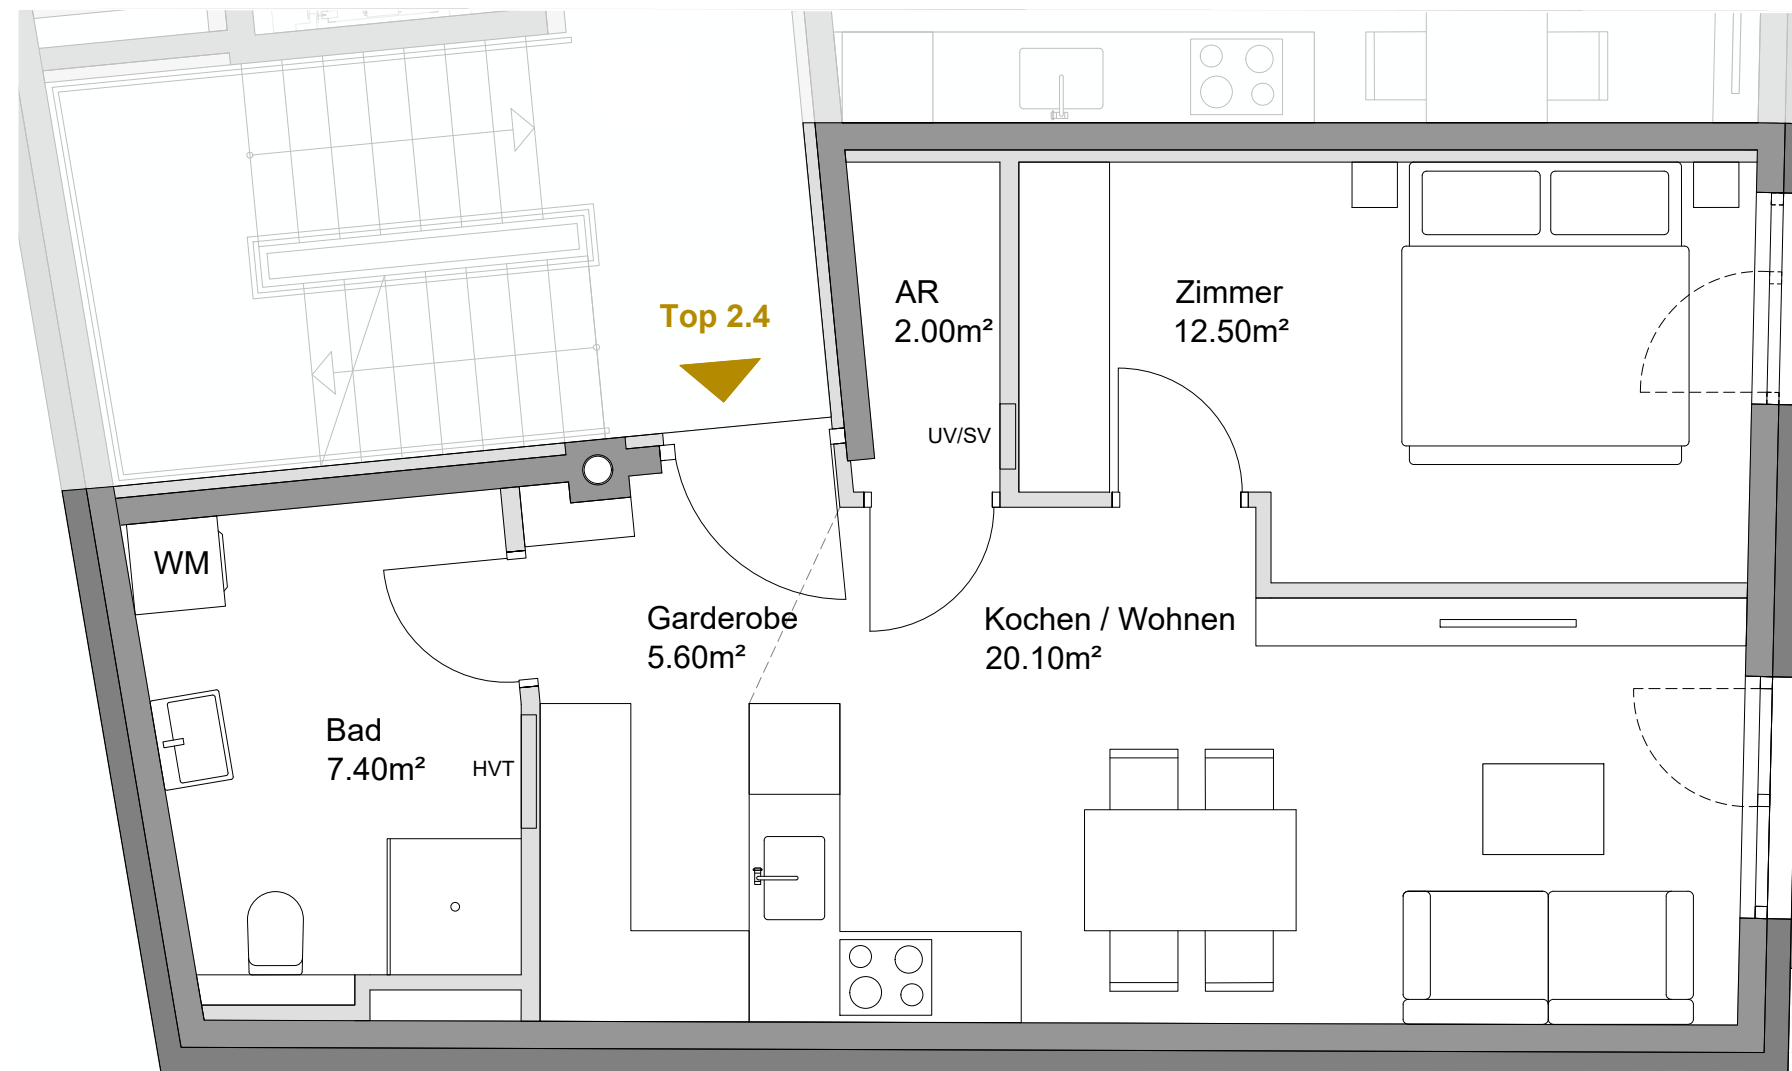 Top 2.4
AR
2.00m²
Zimmer
12.50m²
UV/SV
WM
Garderobe
5.60m²
Kochen / Wohnen
20.10m²
Bad
7.40m²
HVT